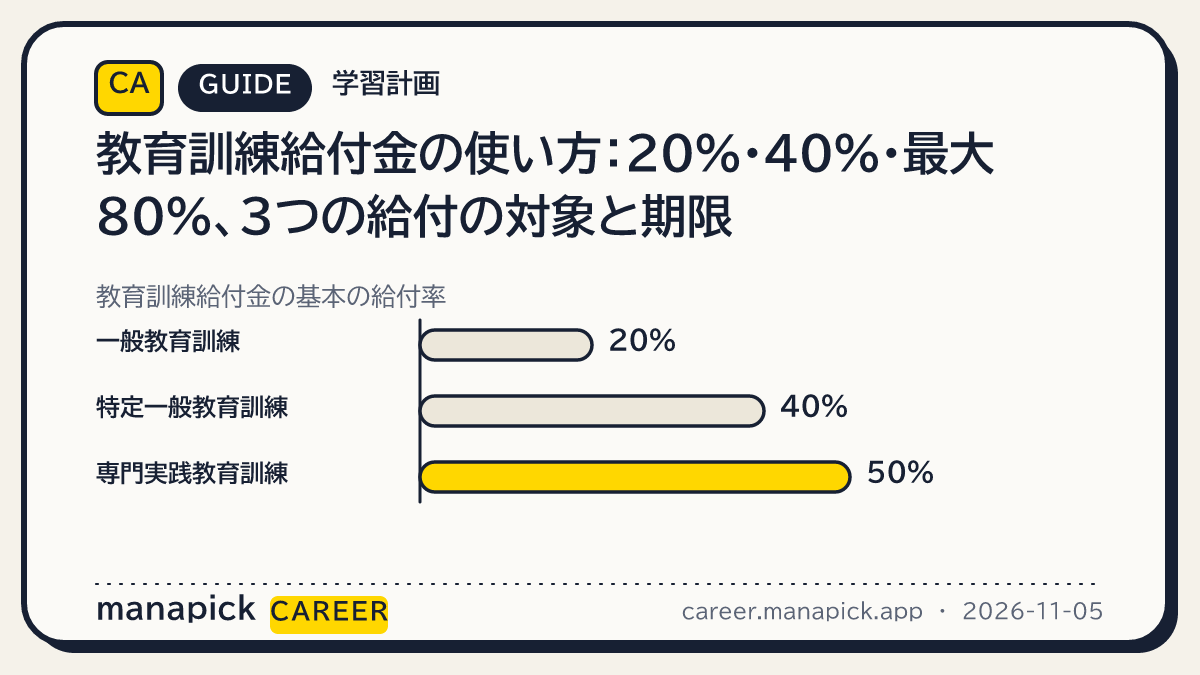 CA GUIDE 学習計画
教育訓練給付金の使い方:20%・40%・最大
80%、3つの給付の対象と期限
教育訓練給付金の基本の給付率
一般教育訓練 20%
特定一般教育訓練 40%
専門実践教育訓練 50%
manapick CAREER career.manapick.app ・ 2026-11-05